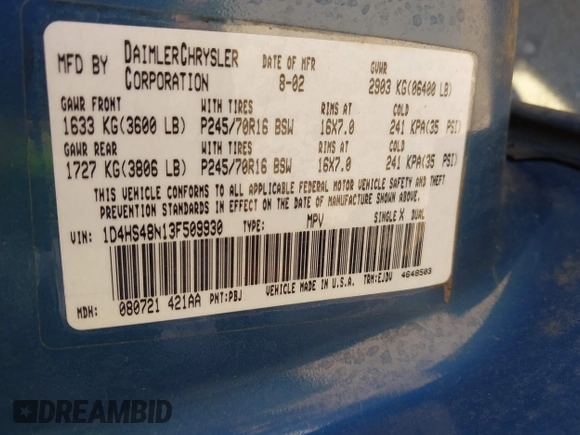 MFD BY DAIMLERCHRYSLER CORPORATION
DATE OF MFR 8-02
GVWR 2903 KG(06400 LB)
GAWR FRONT WITH TIRES RIMS AT COLD
1633 KG(3600 LB) P245/70R16 BSW 16X7.0 241 KPA(35 PSI)
GAWR REAR WITH TIRES RIMS AT COLD
1727 KG(3806 LB) P245/70R16 BSW 16X7.0 241 KPA(35 PSI)
THIS VEHICLE CONFORMS TO ALL APPLICABLE FEDERAL MOTOR VEHICLE SAFETY AND THEFT
PREVENTION STANDARDS IN EFFECT ON THE DATE OF MANUFACTURE SHOWN ABOVE.
VIN: 1D4HS48N13F509930 TYPE: MPV SINGLE X DUAL
MDH: 080721 421AA PNT:PBJ VEHICLE MADE IN U.S.A. TRM:EJDV 4648503
DREAMBID